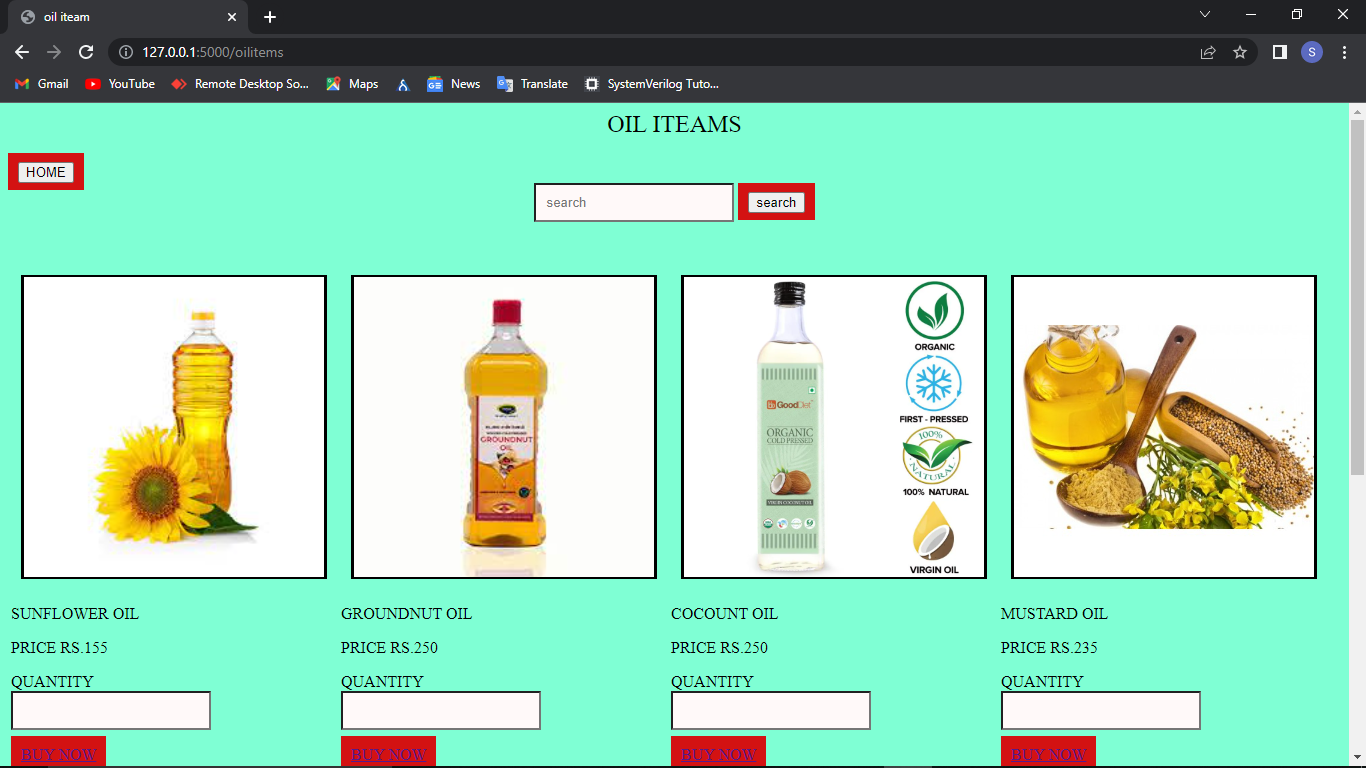 oil iteam
127.0.0.1:5000/oilitems
S
Gmail
YouTube
Remote Desktop So...
Maps
News
Translate
SystemVerilog Tuto...
OIL ITEAMS
HOME
search
search
GROUNDNUT
OIL
GoodDiet
ORGANIC
COLD PRESSED
VIRGIN COCONUT OIL
ORGANIC
FIRST - PRESSED
100%
NATURAL
100% NATURAL
VIRGIN OIL
SUNFLOWER OIL
GROUNDNUT OIL
COCOUNT OIL
MUSTARD OIL
PRICE RS.155
PRICE RS.250
PRICE RS.250
PRICE RS.235
QUANTITY
QUANTITY
QUANTITY
QUANTITY
BUY NOW
BUY NOW
BUY NOW
BUY NOW